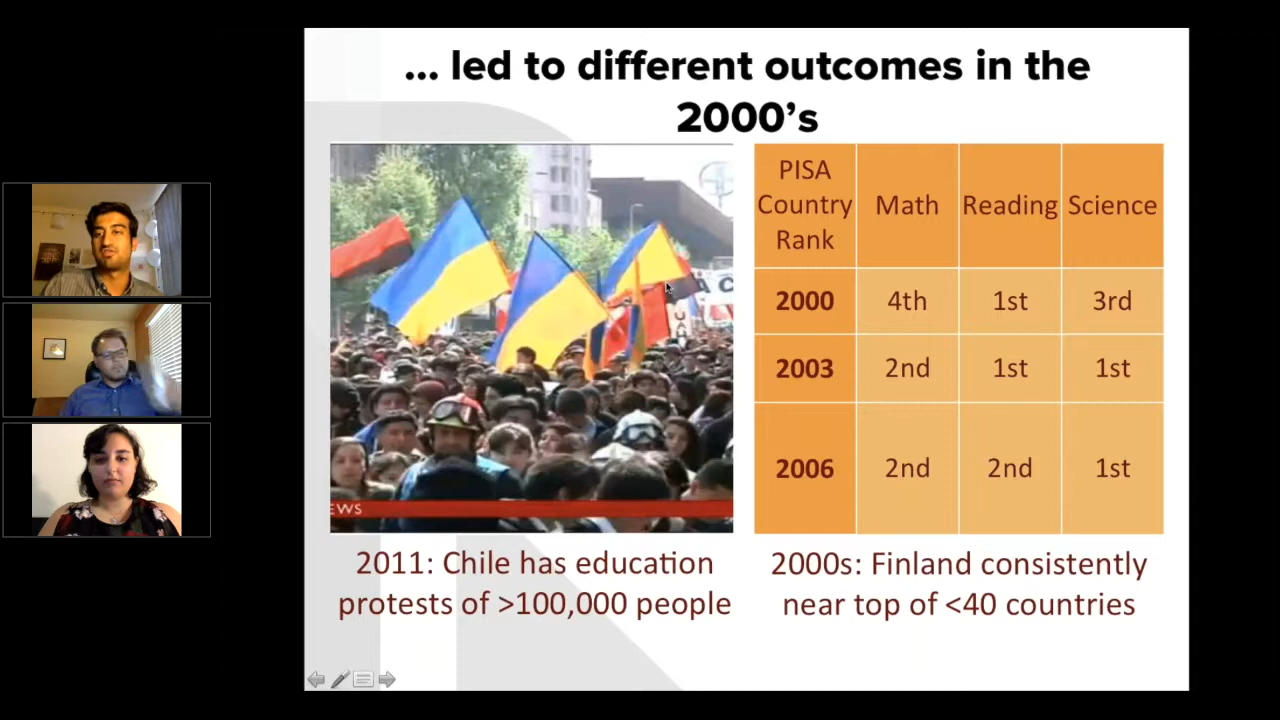 ... led to different outcomes in the
2000's
EWS
PISA
Country
Rank
Math
Reading
Science
2000
4th
1st
3rd
2003
2nd
1st
1st
2006
2nd
2nd
1st
2011: Chile has education
protests of >100,000 people
2000s: Finland consistently
near top of <40 countries